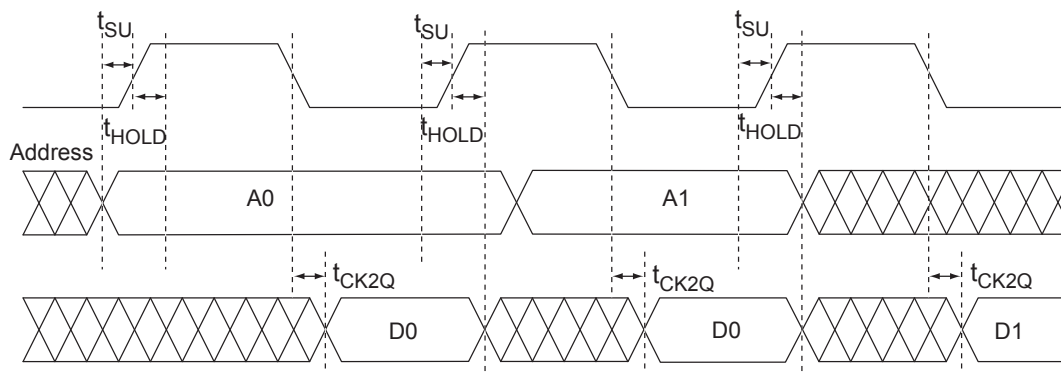 tSU tSU tSU
tHOLD tHOLD tHOLD
Address
A0 A1
tCK2Q tCK2Q tCK2Q
D0 D0 D1